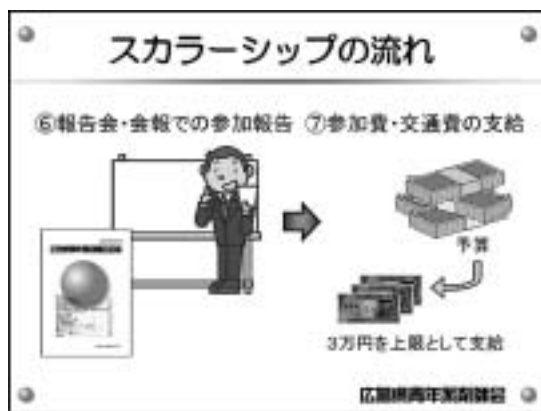 スカラーシップの流れ
⑥報告会・会報での参加報告
⑦参加費・交通費の支給
予算
3万円を上限として支給
広島県青年薬剤師会